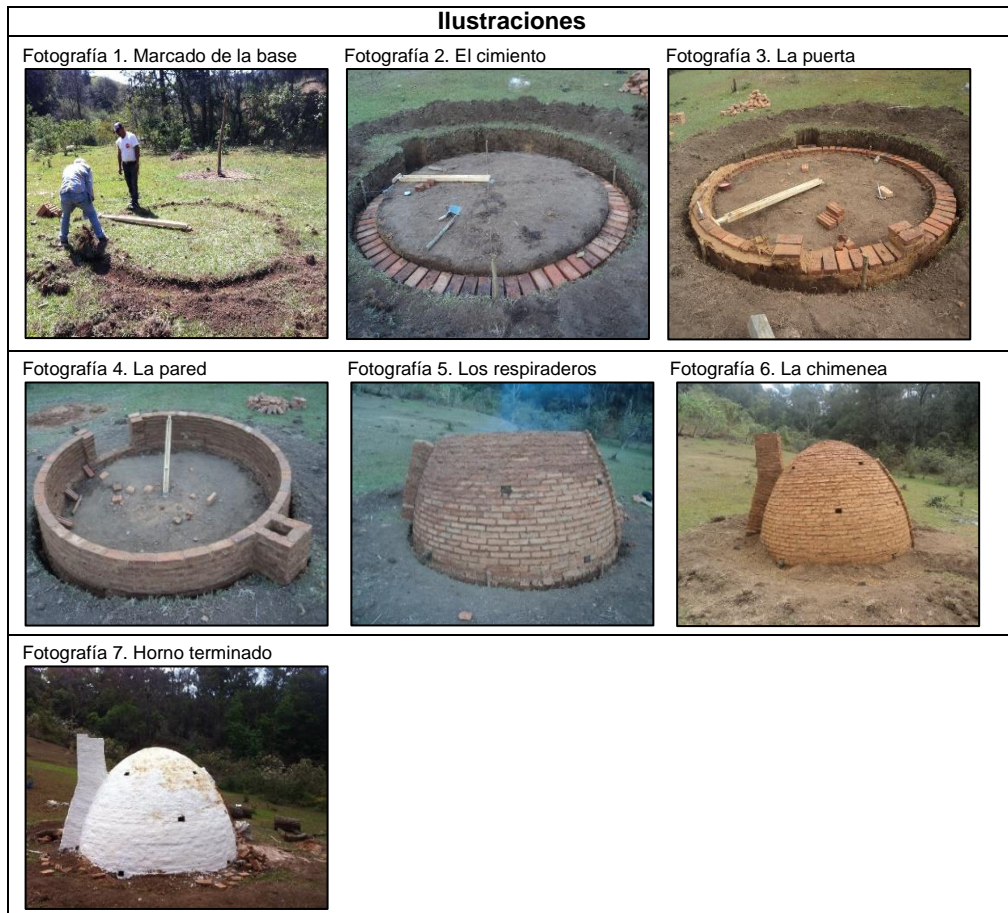 Ilustraciones
Fotografía 1. Marcado de la base
Fotografía 2. El cimiento
Fotografía 3. La puerta
Fotografía 4. La pared
Fotografía 5. Los respiraderos
Fotografía 6. La chimenea
Fotografía 7. Horno terminado